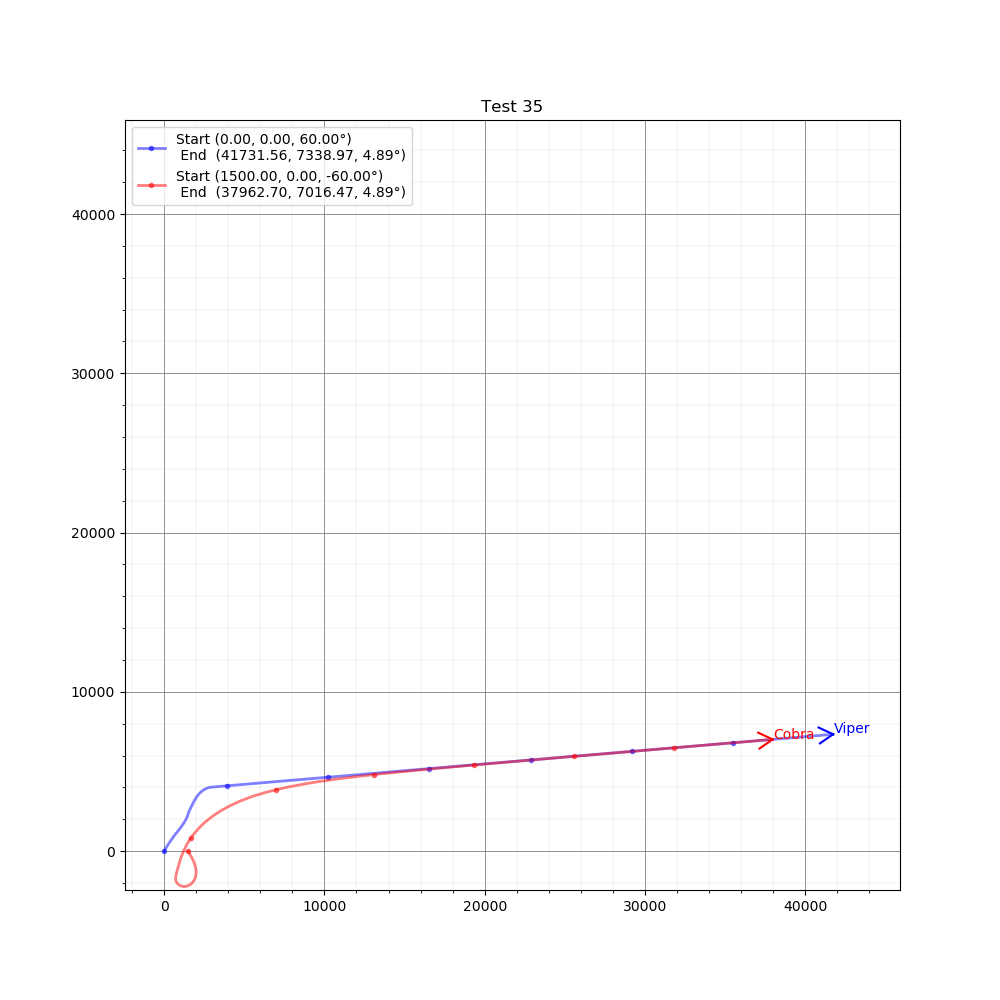 Test 35
Start (0.00, 0.00, 60.00°)
End  (41731.56, 7338.97, 4.89°)
Start (1500.00, 0.00, -60.00°)
End  (37962.70, 7016.47, 4.89°)
40000
30000
20000
10000
0
Cobra
Viper
0
10000
20000
30000
40000